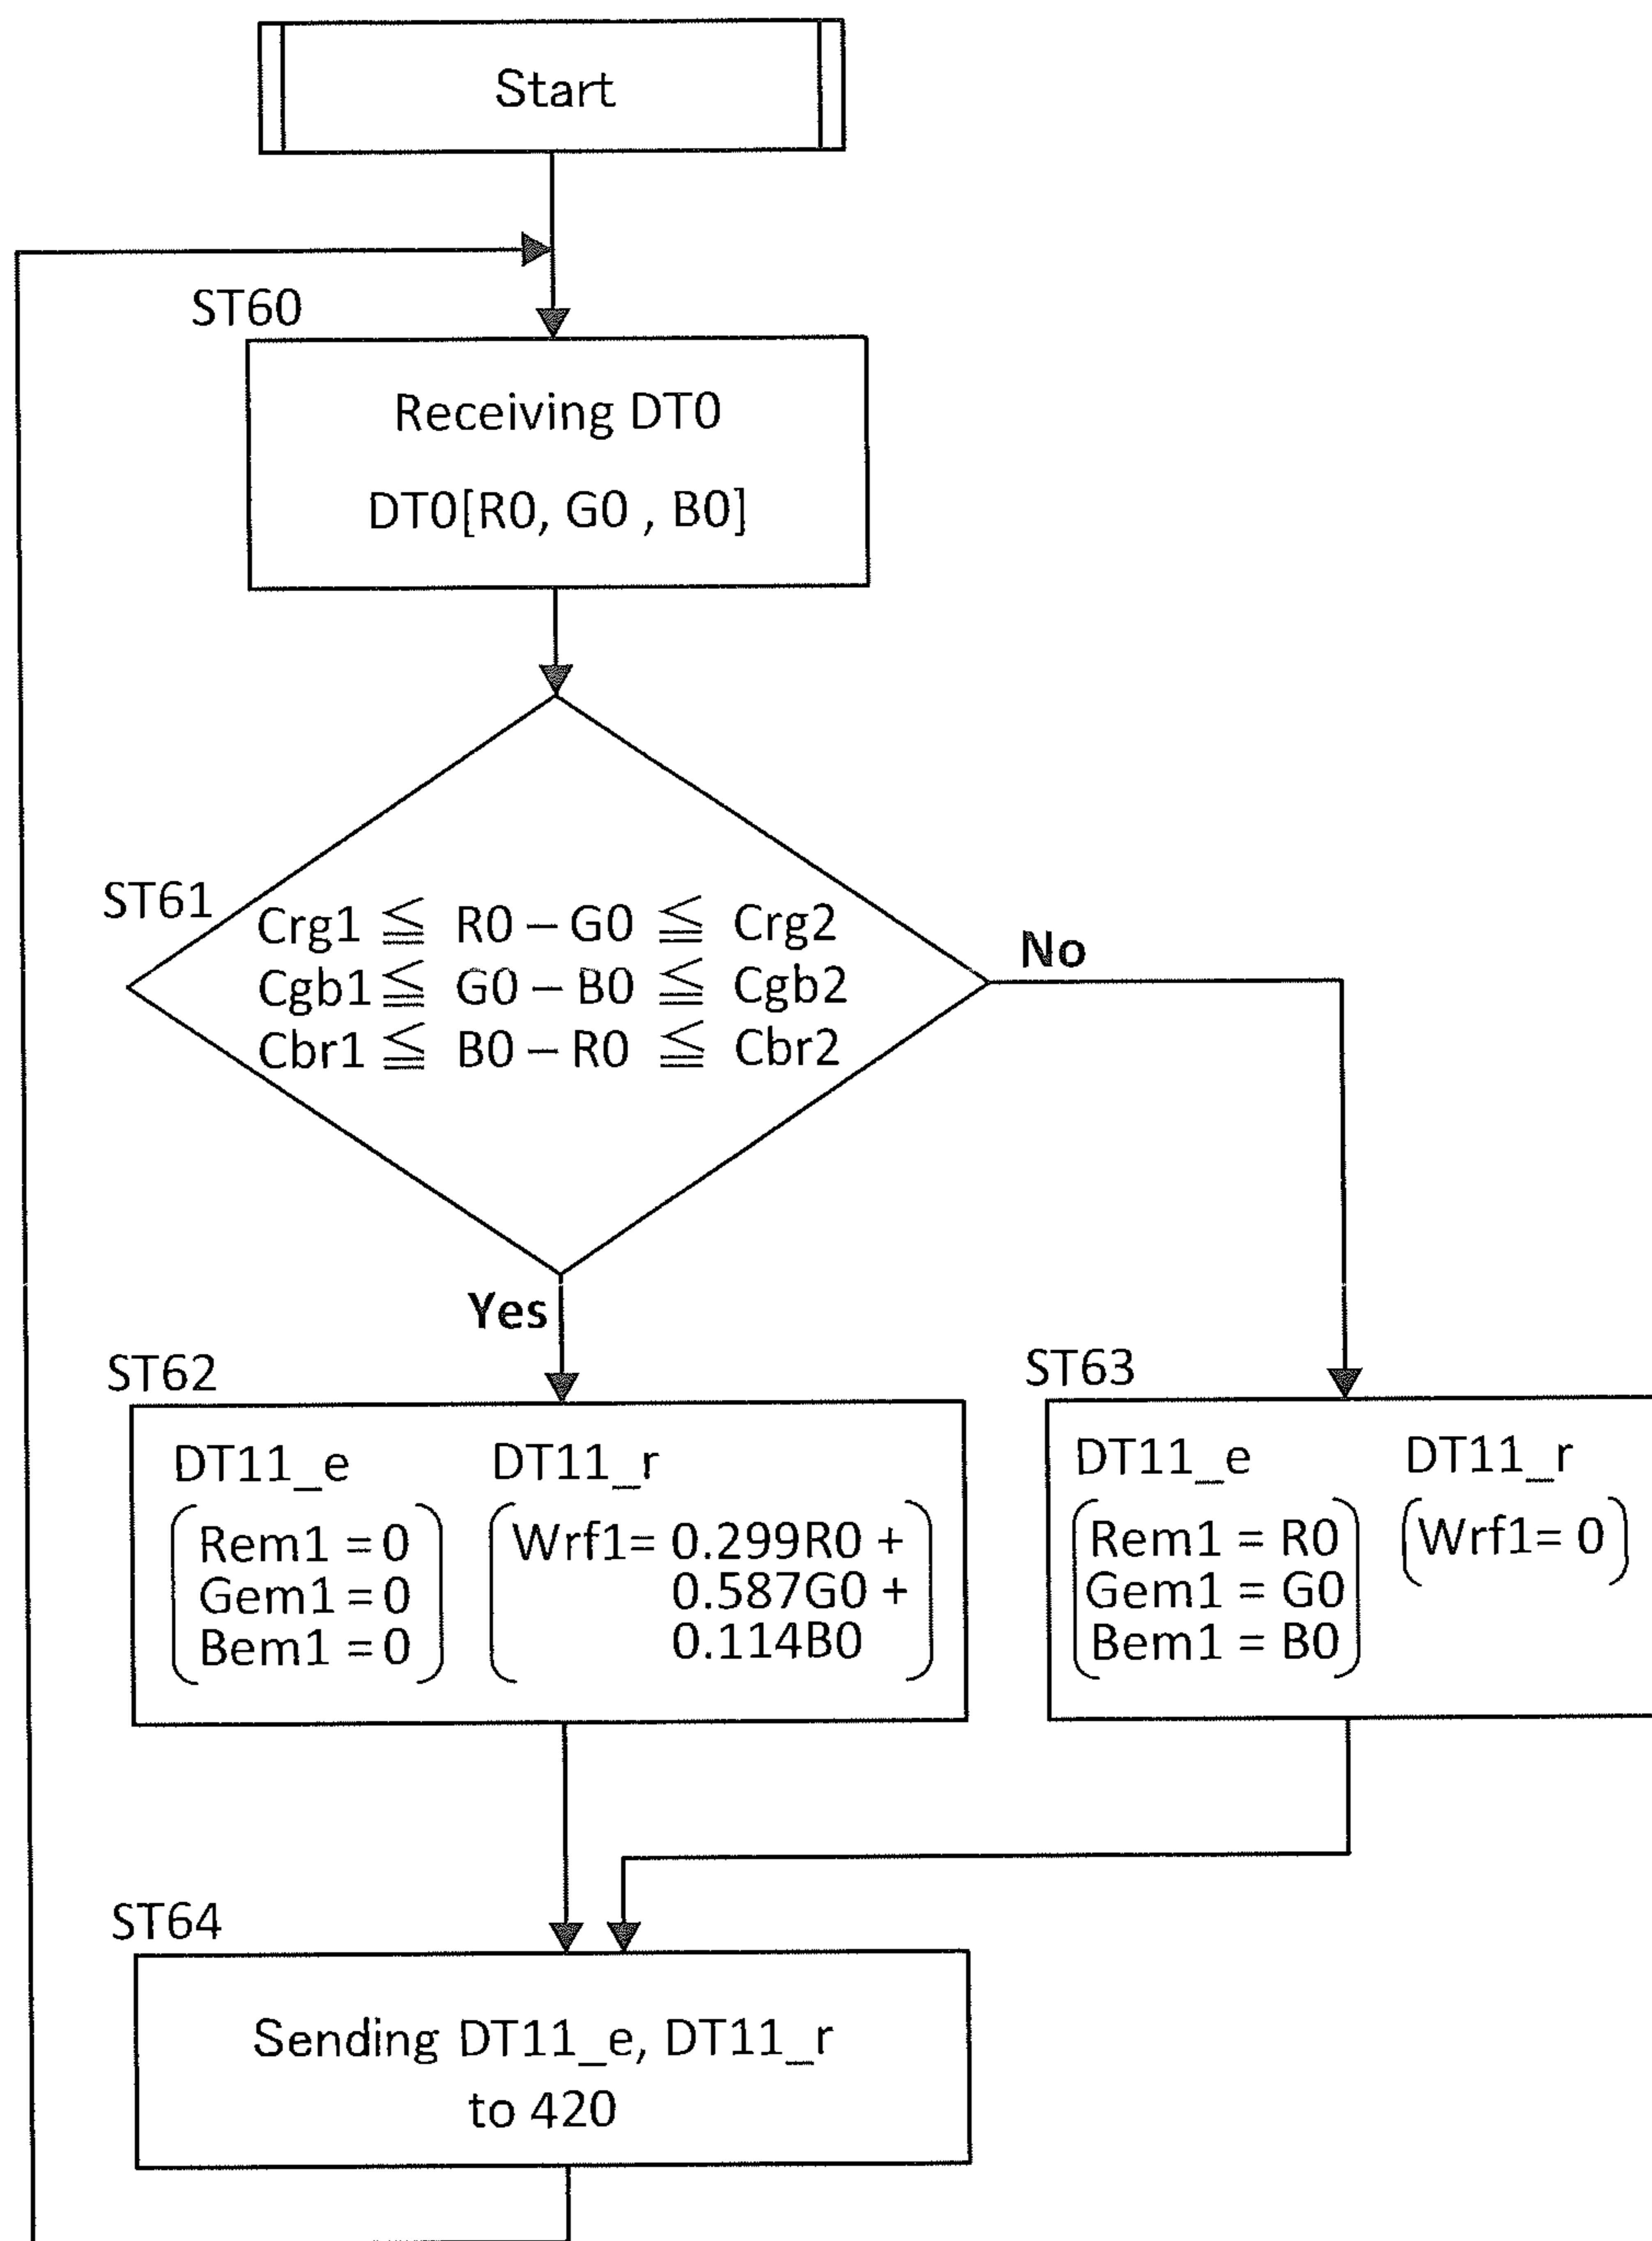 Start
ST60
Receiving DT0
DT0[R0, G0 , B0]
ST61
Crg1 ≦ R0 – G0 ≦ Crg2
Cgb1 ≦ G0 – B0 ≦ Cgb2
Cbr1 ≦ B0 – R0 ≦ Cbr2
No
Yes
ST62
DT11_e
Rem1 = 0
Gem1 = 0
Bem1 = 0
DT11_r
Wrf1= 0.299R0 +
0.587G0 +
0.114B0
ST63
DT11_e
Rem1 = R0
Gem1 = G0
Bem1 = B0
DT11_r
Wrf1= 0
ST64
Sending DT11_e, DT11_r
to 420